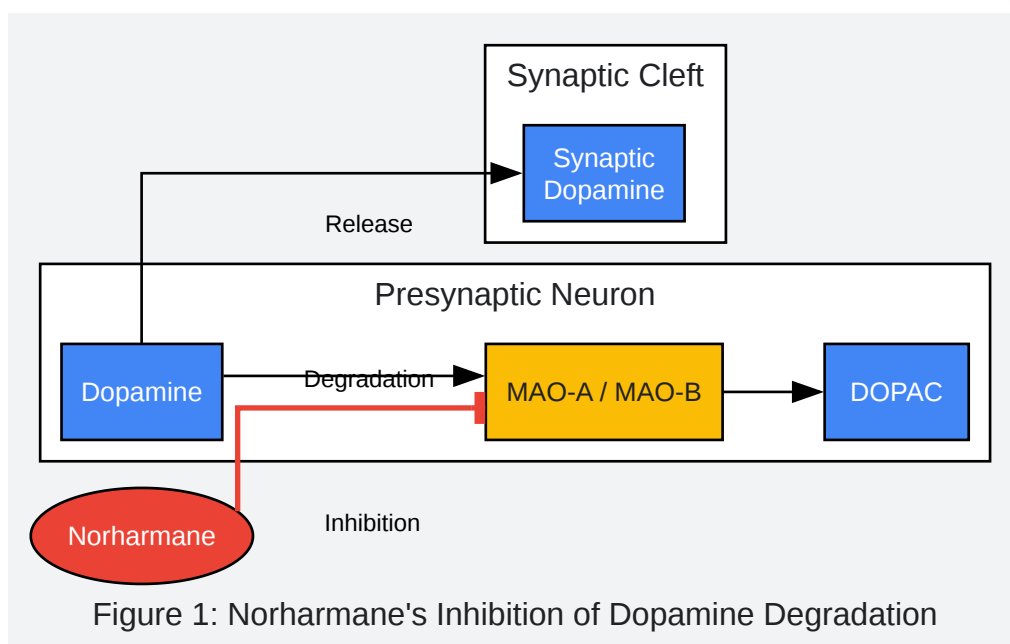 Synaptic Cleft
Synaptic
Dopamine
Release
Presynaptic Neuron
Dopamine
Degradation
MAO-A / MAO-B
DOPAC
Norharmane
Inhibition
Figure 1: Norharmane's Inhibition of Dopamine Degradation